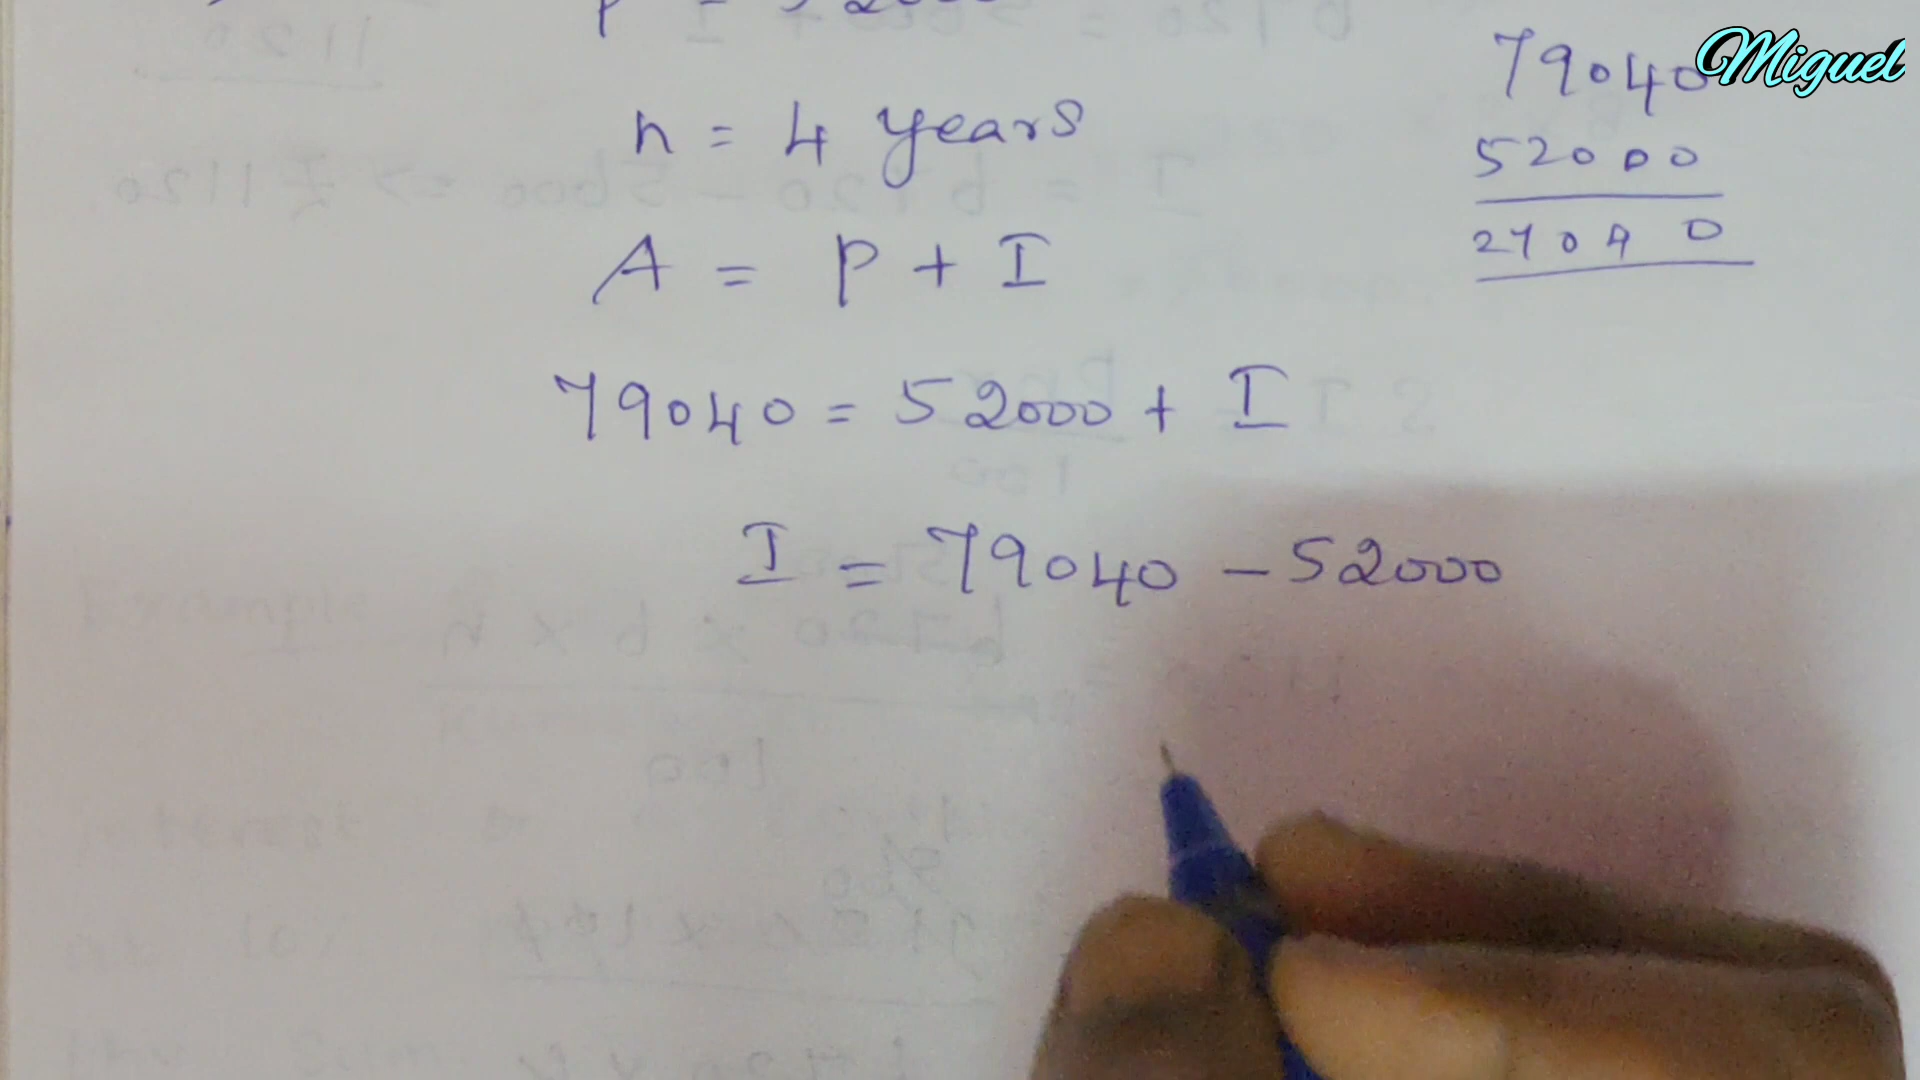 n = 4 years
A = P + I
79040 = 52000 + I
I = 79040 - 52000
79040
52000
27040
Miguel